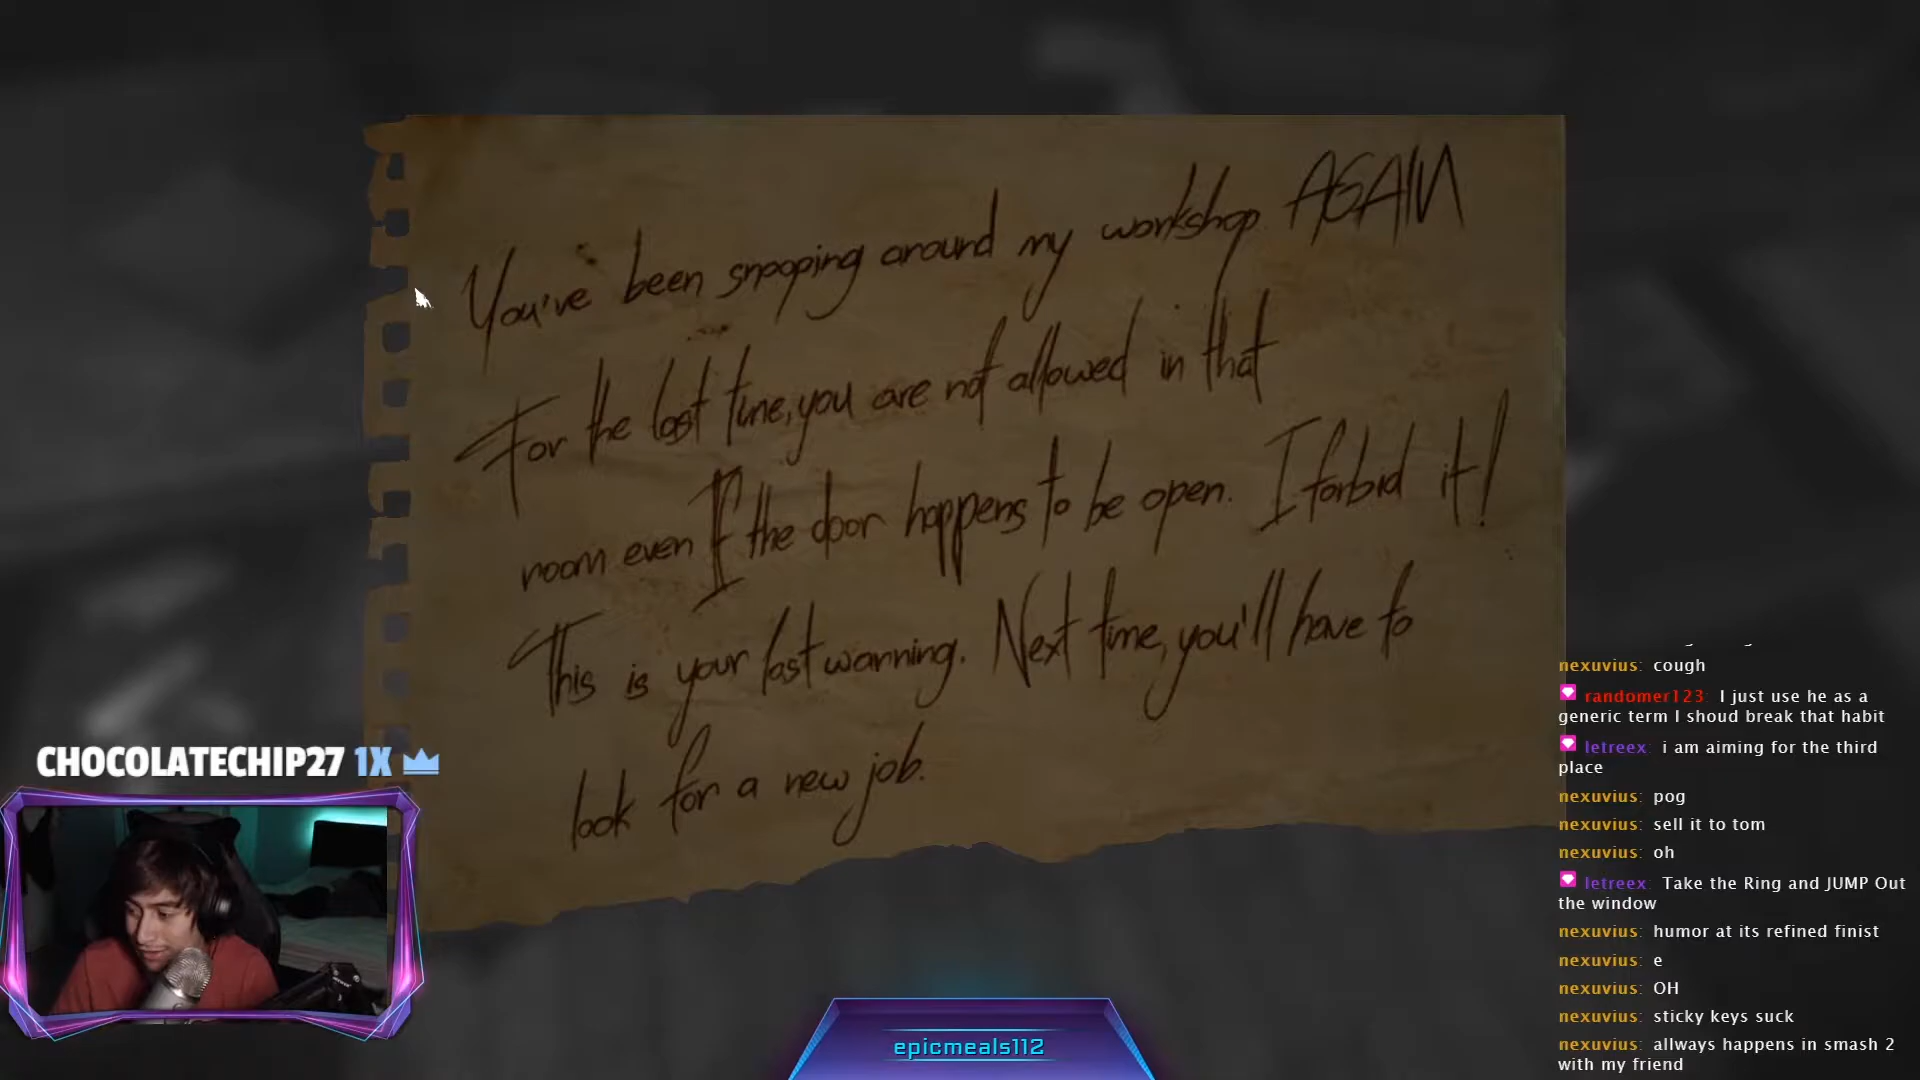 You've been snooping around my workshop AGAIN
For the last time, you are not allowed in that
room even If the door happens to be open. I forbid it!
This is your last warning. Next time, you'll have to
look for a new job.
CHOCOLATECHIP27 1X
epicmeals112
nexuvius: cough
randomer123: I just use he as a
generic term I shoud break that habit
letreex: i am aiming for the third
place
nexuvius: pog
nexuvius: sell it to tom
nexuvius: oh
letreex: Take the Ring and JUMP Out
the window
nexuvius: humor at its refined finist
nexuvius: e
nexuvius: OH
nexuvius: sticky keys suck
nexuvius: allways happens in smash 2
with my friend